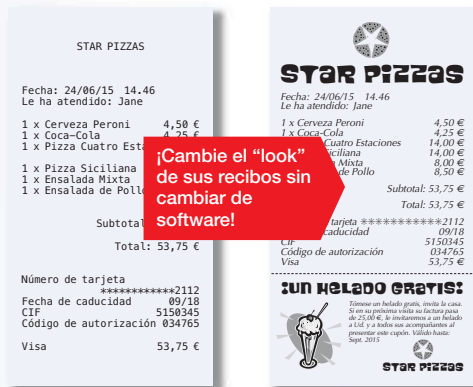 STAR PIZZAS
Fecha: 24/06/15 14.46
Le ha atendido: Jane
1 x Cerveza Peroni 4,50 €
1 x Coca-Cola 4,25 €
1 x Pizza Cuatro Est
1 x Pizza Siciliana
1 x Ensalada Mixta
1 x Ensalada de Pollo
Subtot
Total: 53,75 €
Número de tarjeta
************2112
Fecha de caducidad 09/18
CIF 5150345
Código de autorización 034765
Visa 53,75 €
¡Cambie el “look”
de sus recibos sin
cambiar de
software!
STAR PIZZAS
Fecha: 24/06/15 14.46
Le ha atendido: Jane
1 x Cerveza Peroni 4,50 €
1 x Coca-Cola 4,25 €
Cuatro Estaciones 14,00 €
Siciliana 14,00 €
Mixta 8,00 €
de Pollo 8,50 €
Subtotal: 53,75 €
Total: 53,75 €
tarjeta ************2112
caducidad 09/18
CIF 5150345
Código de autorización 034765
Visa 53,75 €
¡UN HELADO GRATIS!
Tómese un helado gratis, invita la casa.
Si en su próxima visita su factura pasa
de 25,00 €, le invitaremos a un helado
a Ud. y a todos sus acompañantes al
presentar este cupón. Válido hasta:
Sept. 2015
STAR PIZZAS